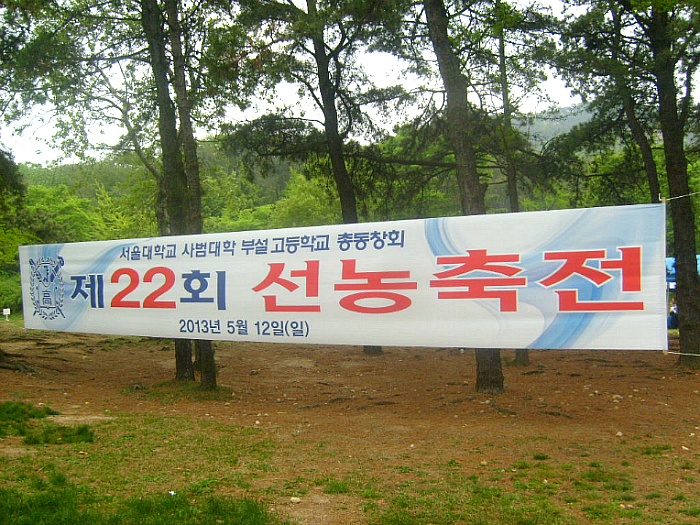 서울대학교 사범대학 부설고등학교 총동창회
제22회 선농축전
2013년 5월 12일(일)